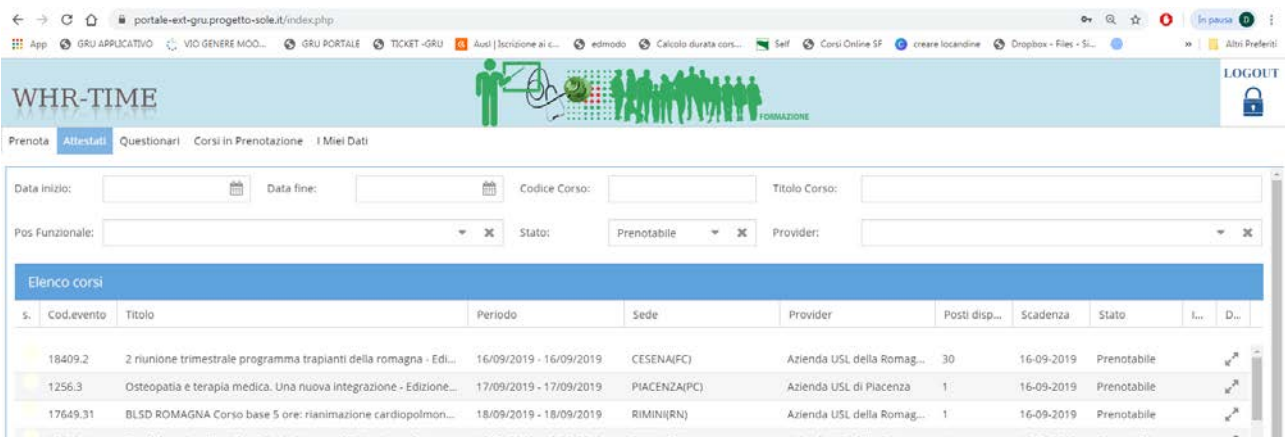 portale-ext-gru.progetto-sole.it/index.php In pausa D
App GRU APPLICATIVO VIO GENERE MOO... GRU PORTALE TICKET -GRU Ausl | Iscrizione ai c... edmodo Calcolo durata cors... Self Corsi Online SF creare locandine Dropbox - Files - Si... » Altri Preferiti
WHR-TIME FORMAZIONE LOGOUT
Prenota Attestati Questionari Corsi in Prenotazione I Miei Dati
Data inizio: Data fine: Codice Corso: Titolo Corso:
Pos Funzionale: Stato: Prenotabile Provider:
Elenco corsi
s. Cod.evento Titolo Periodo Sede Provider Posti disp... Scadenza Stato I... D...
18409.2 2 riunione trimestrale programma trapianti della romagna - Edi... 16/09/2019 - 16/09/2019 CESENA(FC) Azienda USL della Romag... 30 16-09-2019 Prenotabile
1256.3 Osteopatia e terapia medica. Una nuova integrazione - Edizione... 17/09/2019 - 17/09/2019 PIACENZA(PC) Azienda USL di Piacenza 1 16-09-2019 Prenotabile
17649.31 BLSD ROMAGNA Corso base 5 ore: rianimazione cardiopolmon... 18/09/2019 - 18/09/2019 RIMINI(RN) Azienda USL della Romag... 1 16-09-2019 Prenotabile